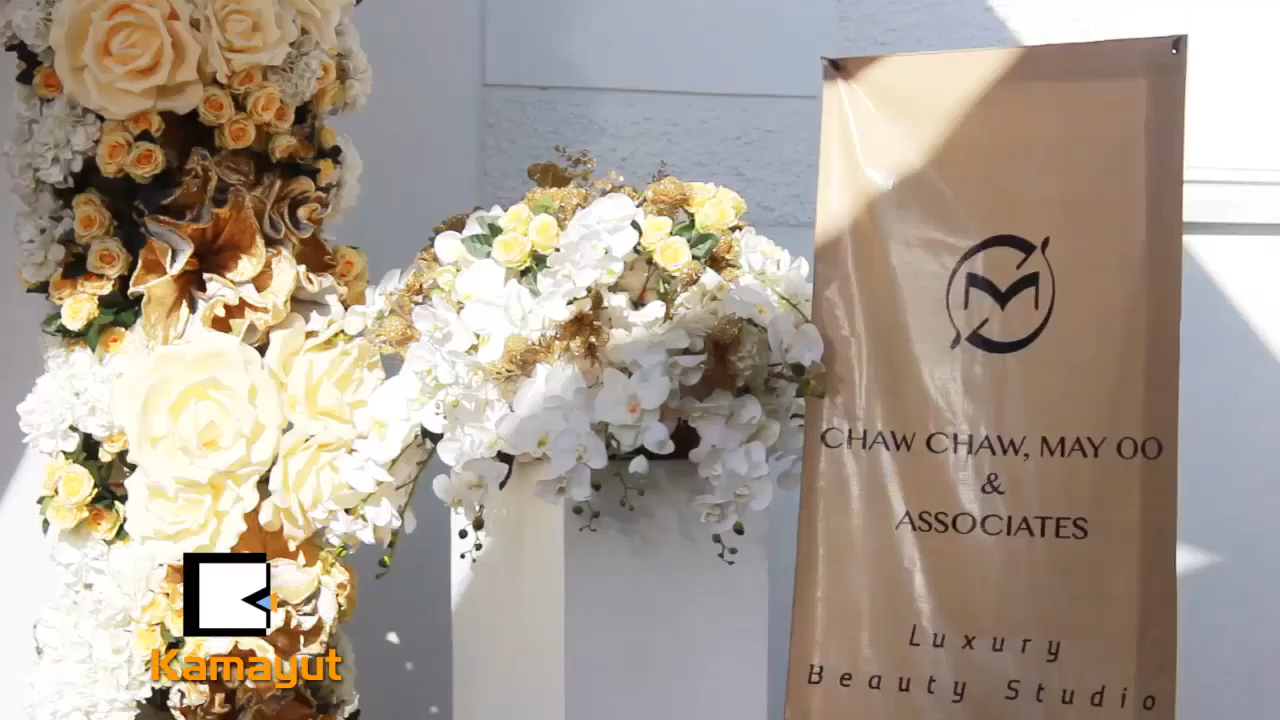 M
CHAW CHAW, MAY OO
&
ASSOCIATES
Luxury
Beauty Studio
Kamayut